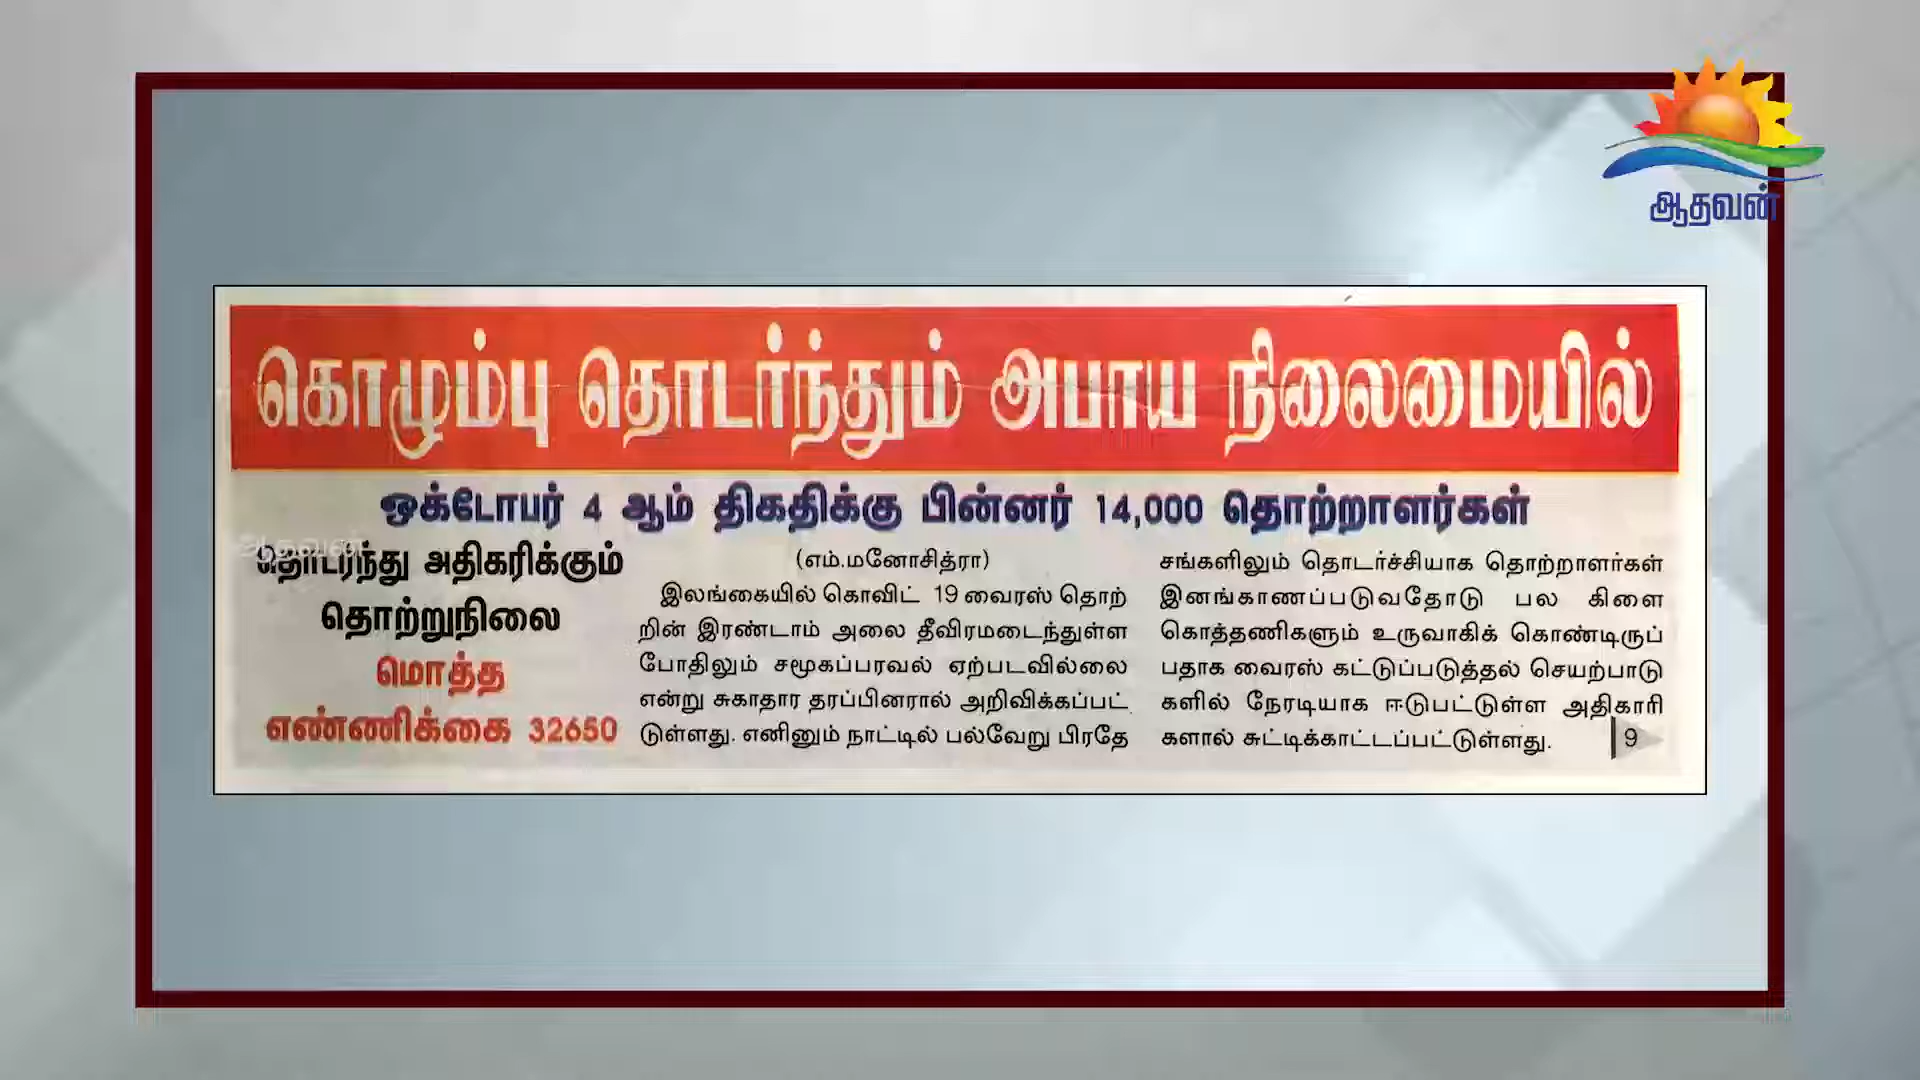 ஆதவன்
கொழும்பு தொடர்ந்தும் அபாய நிலைமையில்
ஒக்டோபர் 4 ஆம் திகதிக்கு பின்னர் 14,000 தொற்றாளர்கள்
ஆதவன்
தொடர்ந்து அதிகரிக்கும்
தொற்றுநிலை
மொத்த
எண்ணிக்கை 32650
(எம்.மனோசித்ரா)
இலங்கையில் கொவிட் 19 வைரஸ் தொற்
றின் இரண்டாம் அலை தீவிரமடைந்துள்ள
போதிலும் சமூகப்பரவல் ஏற்படவில்லை
என்று சுகாதார தரப்பினரால் அறிவிக்கப்பட்
டுள்ளது. எனினும் நாட்டில் பல்வேறு பிரதே
சங்களிலும் தொடர்ச்சியாக தொற்றாளர்கள்
இனங்காணப்படுவதோடு பல கிளை
கொத்தணிகளும் உருவாகிக் கொண்டிருப்
பதாக வைரஸ் கட்டுப்படுத்தல் செயற்பாடு
களில் நேரடியாக ஈடுபட்டுள்ள அதிகாரி
களால் சுட்டிக்காட்டப்பட்டுள்ளது.
9